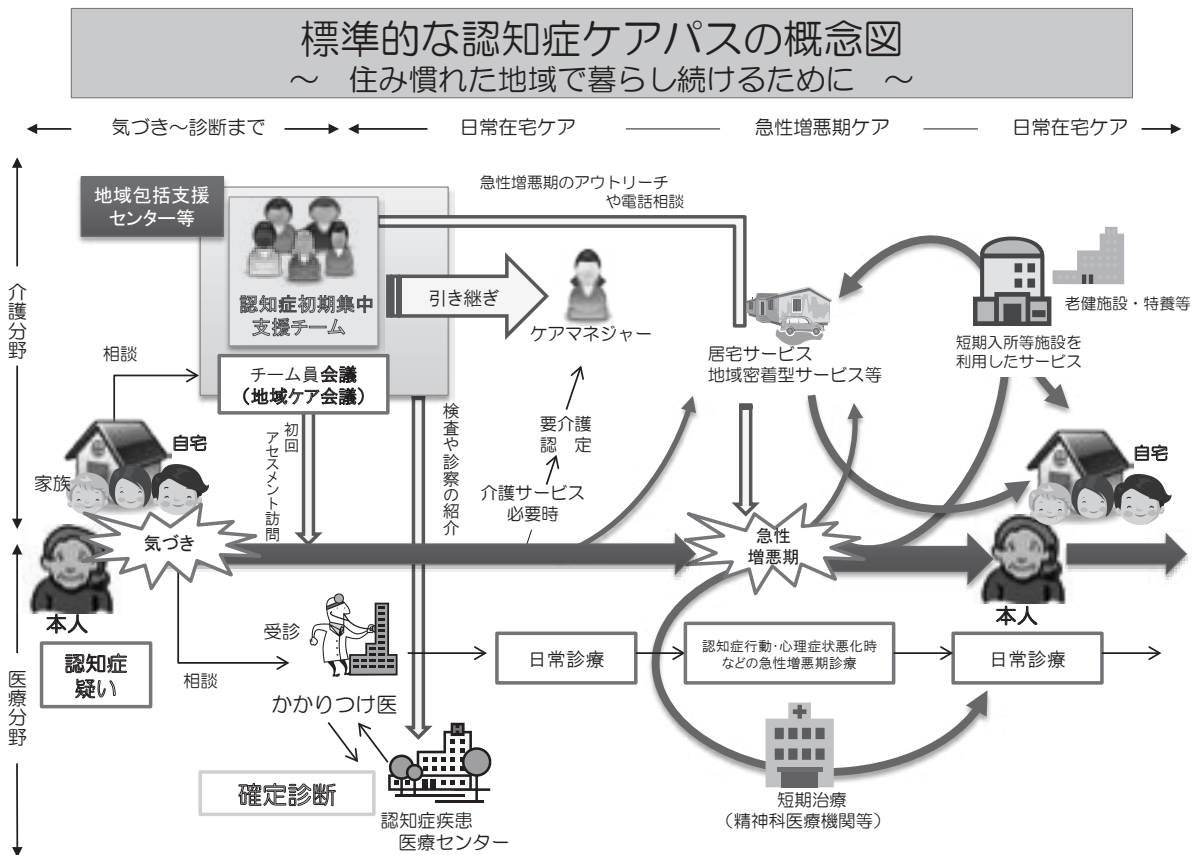 標準的な認知症ケアパスの概念図
～ 住み慣れた地域で暮らし続けるために ～
気づき～診断まで
日常在宅ケア
急性増悪期ケア
日常在宅ケア
介護分野
医療分野
地域包括支援
センター等
認知症初期集中
支援チーム
チーム員会議
(地域ケア会議)
急性増悪期のアウトリーチ
や電話相談
引き継ぎ
ケアマネジャー
居宅サービス
地域密着型サービス等
短期入所等施設を
利用したサービス
老健施設・特養等
相談
初回
アセスメント訪問
検査や診察の紹介
要介護
認　定
介護サービス
必要時
自宅
家族
気づき
本人
認知症
疑い
相談
受診
かかりつけ医
確定診断
認知症疾患
医療センター
日常診療
急性
増悪期
認知症行動・心理症状悪化時
などの急性増悪期診療
短期治療
（精神科医療機関等）
自宅
本人
日常診療